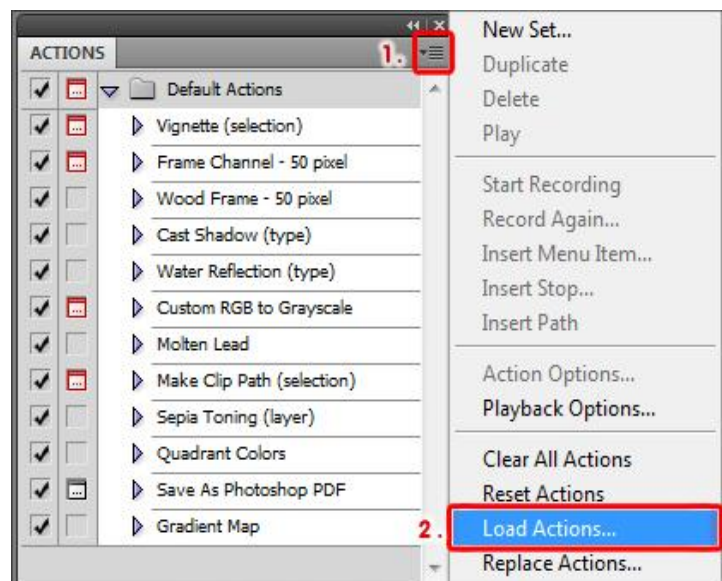 ACTIONS
1.
Default Actions
Vignette (selection)
Frame Channel - 50 pixel
Wood Frame - 50 pixel
Cast Shadow (type)
Water Reflection (type)
Custom RGB to Grayscale
Molten Lead
Make Clip Path (selection)
Sepia Toning (layer)
Quadrant Colors
Save As Photoshop PDF
Gradient Map
New Set...
Duplicate
Delete
Play
Start Recording
Record Again...
Insert Menu Item...
Insert Stop...
Insert Path
Action Options...
Playback Options...
Clear All Actions
Reset Actions
2. Load Actions...
Replace Actions...